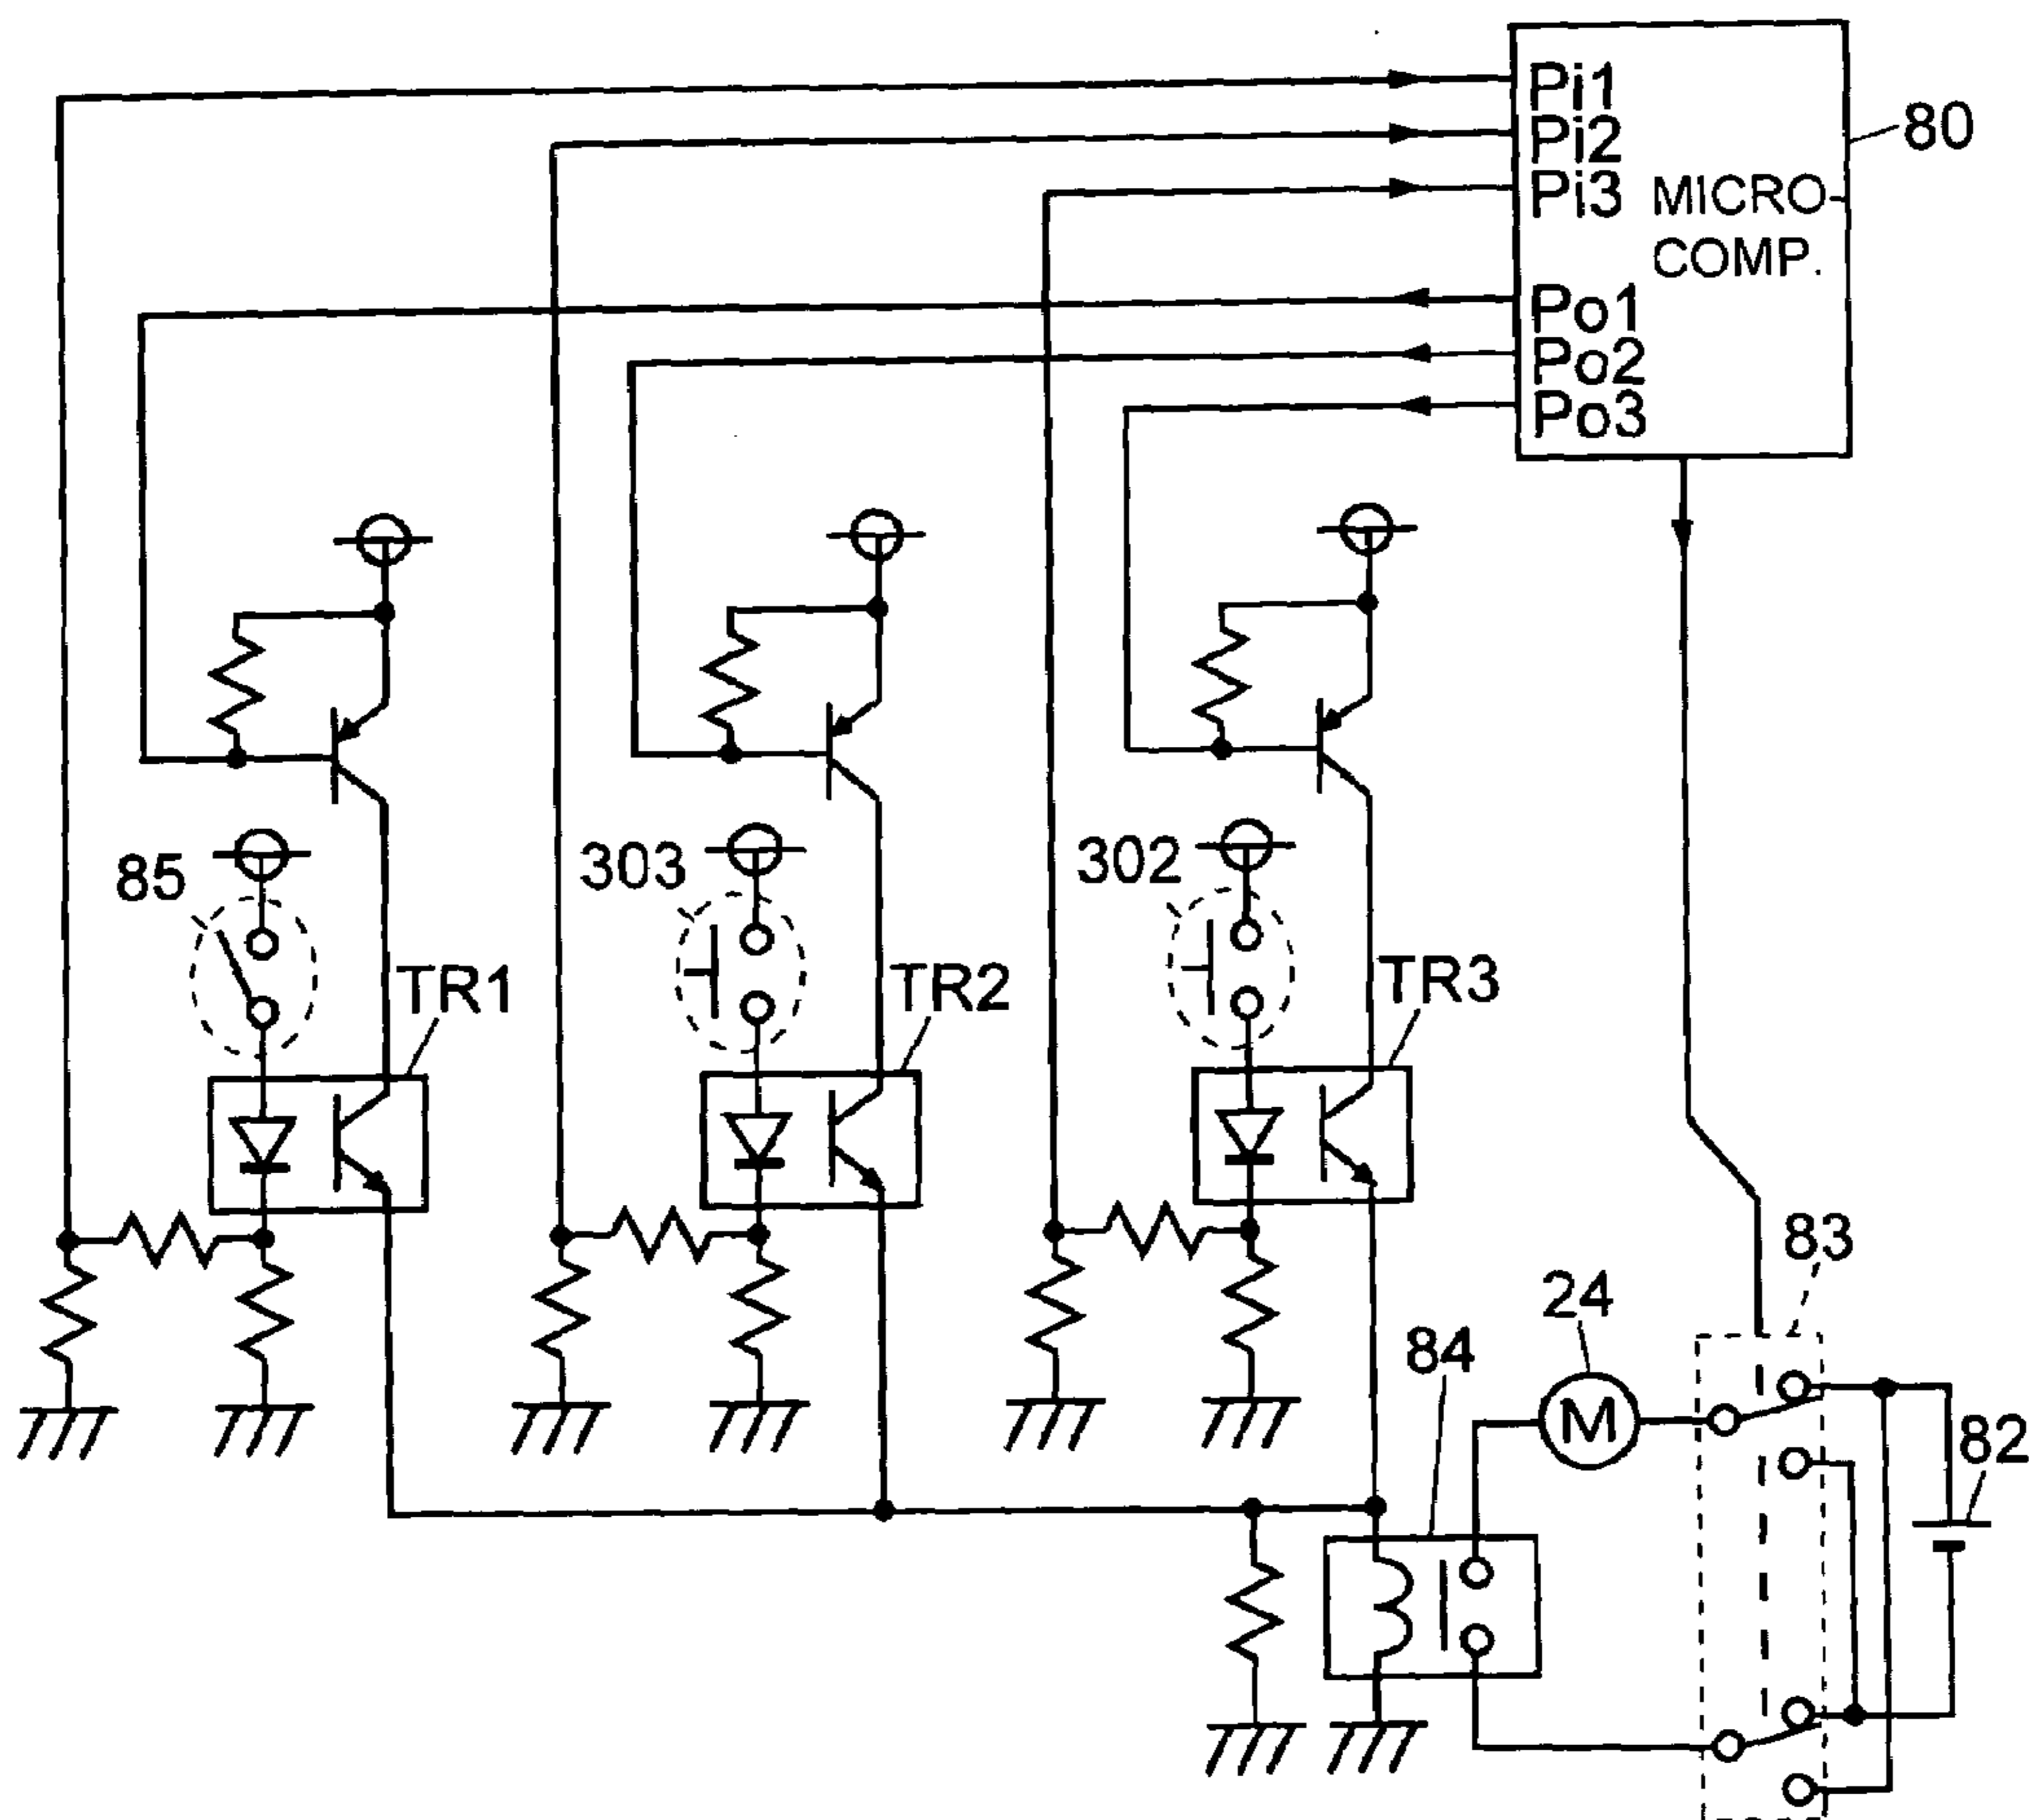 Pi1
Pi2
Pi3
MICRO-
COMP.
80
Po1
Po2
Po3
85
303
302
TR1
TR2
TR3
83
24
84
M
82